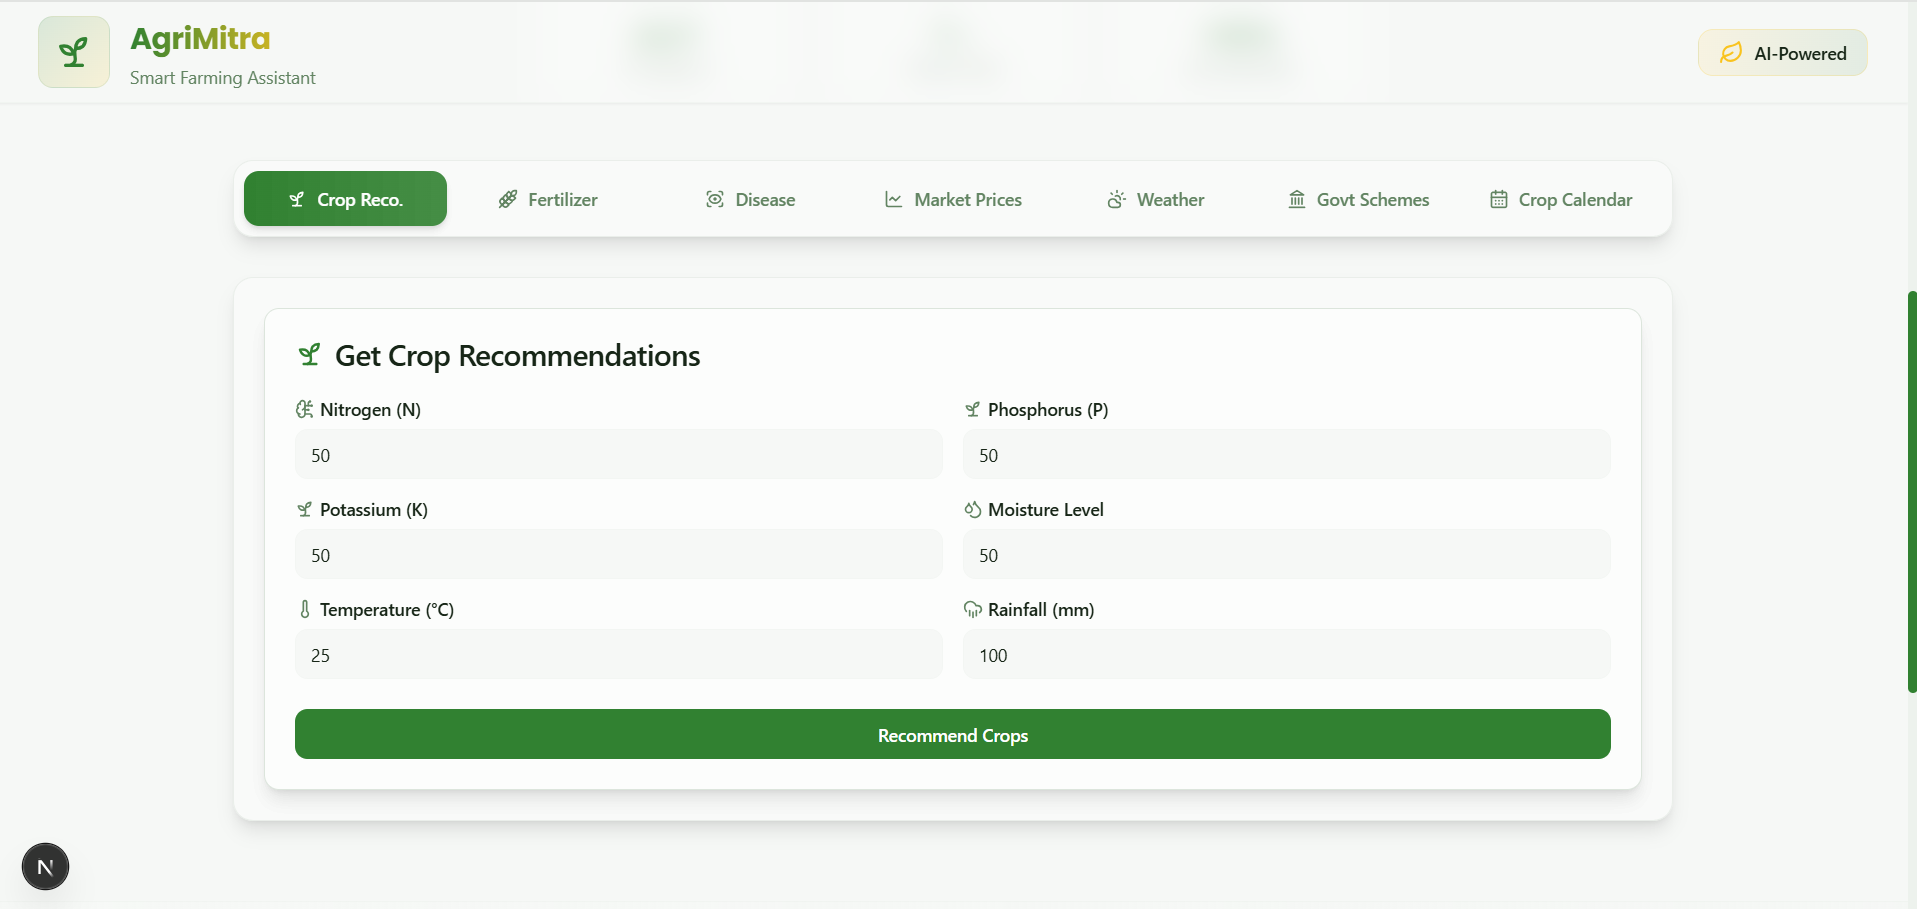 AgriMitra
Smart Farming Assistant
AI-Powered
Crop Reco.
Fertilizer
Disease
Market Prices
Weather
Govt Schemes
Crop Calendar
Get Crop Recommendations
Nitrogen (N)
Phosphorus (P)
50
50
Potassium (K)
Moisture Level
50
50
Temperature (°C)
Rainfall (mm)
25
100
Recommend Crops
N